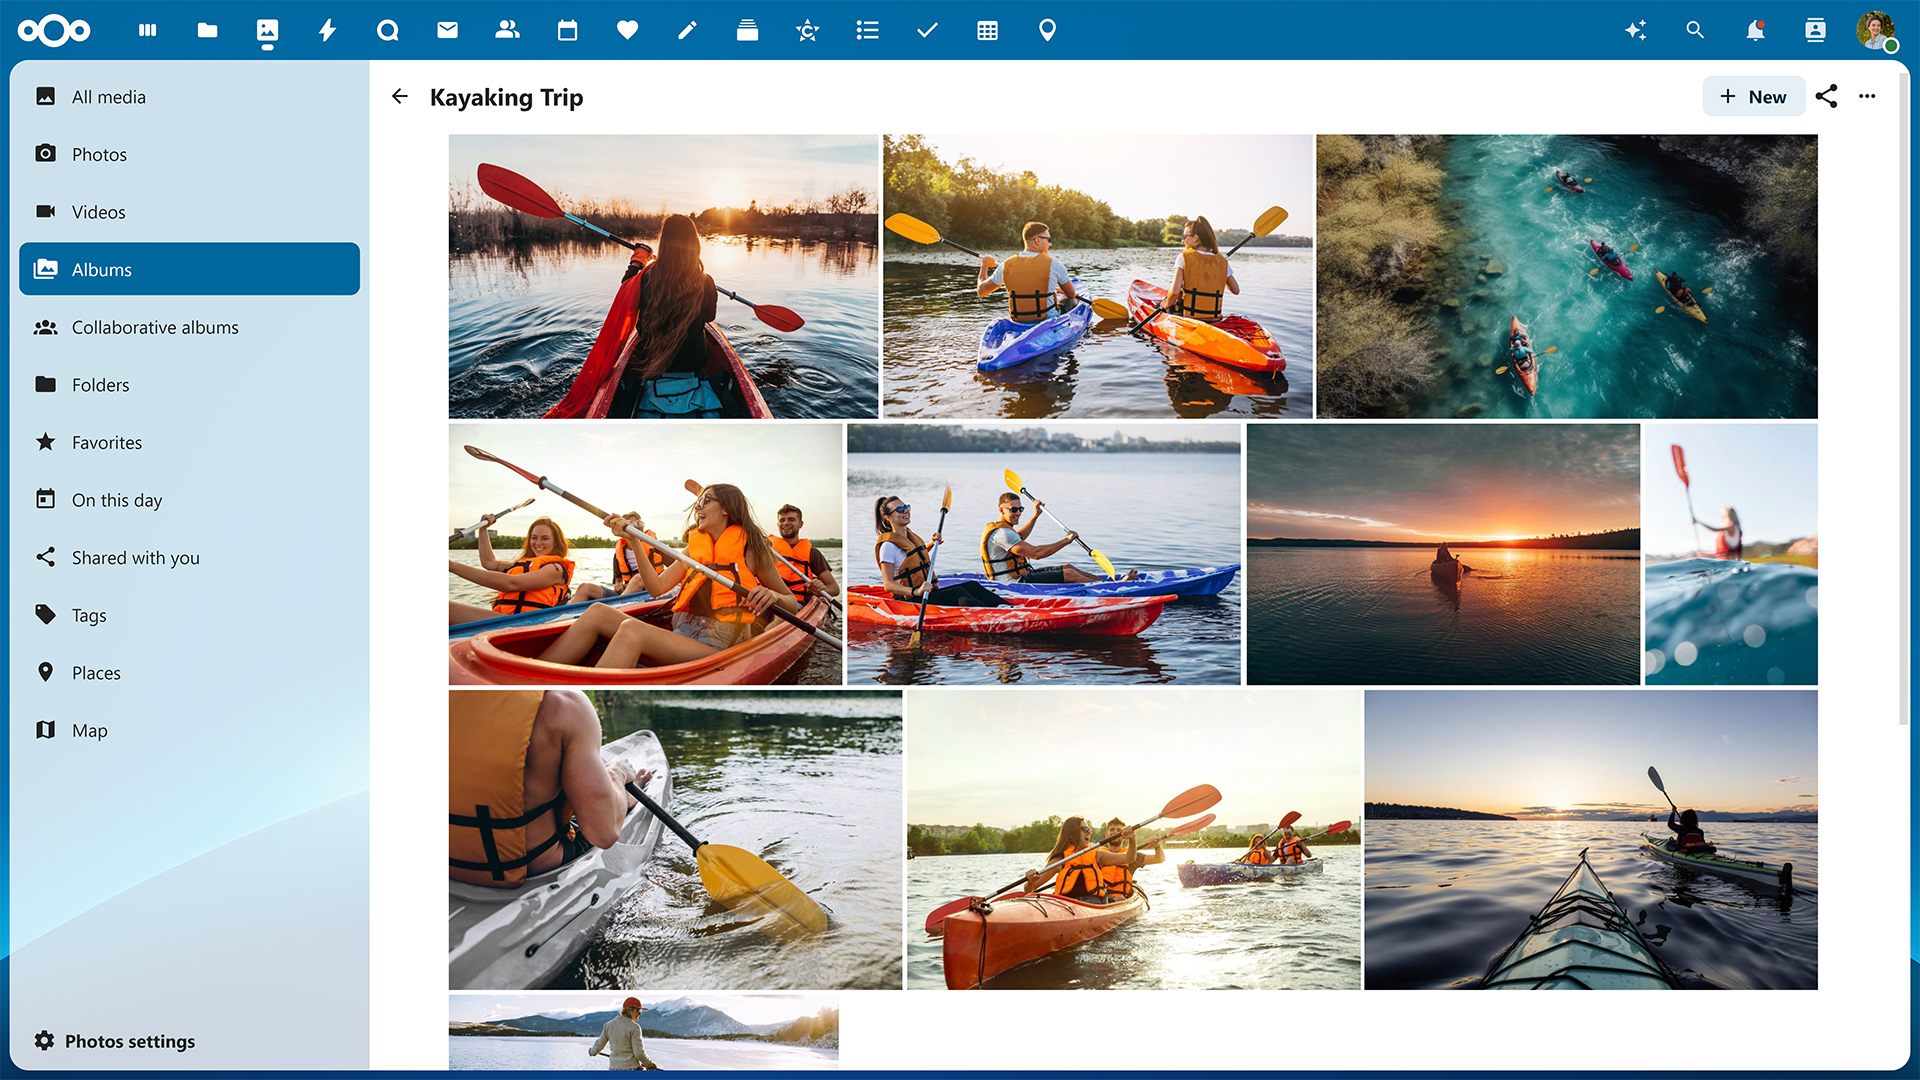 All media
Photos
Videos
Albums
Collaborative albums
Folders
Favorites
On this day
Shared with you
Tags
Places
Map
Photos settings
Kayaking Trip
+ New